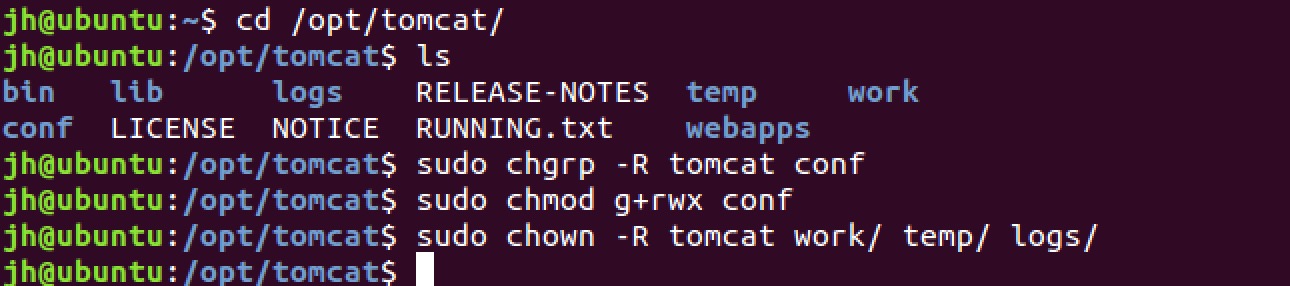 jh@ubuntu:~$ cd /opt/tomcat/
jh@ubuntu:/opt/tomcat$ ls
bin   lib      logs    RELEASE-NOTES  temp     work
conf  LICENSE  NOTICE  RUNNING.txt    webapps
jh@ubuntu:/opt/tomcat$ sudo chgrp -R tomcat conf
jh@ubuntu:/opt/tomcat$ sudo chmod g+rwx conf
jh@ubuntu:/opt/tomcat$ sudo chown -R tomcat work/ temp/ logs/
jh@ubuntu:/opt/tomcat$